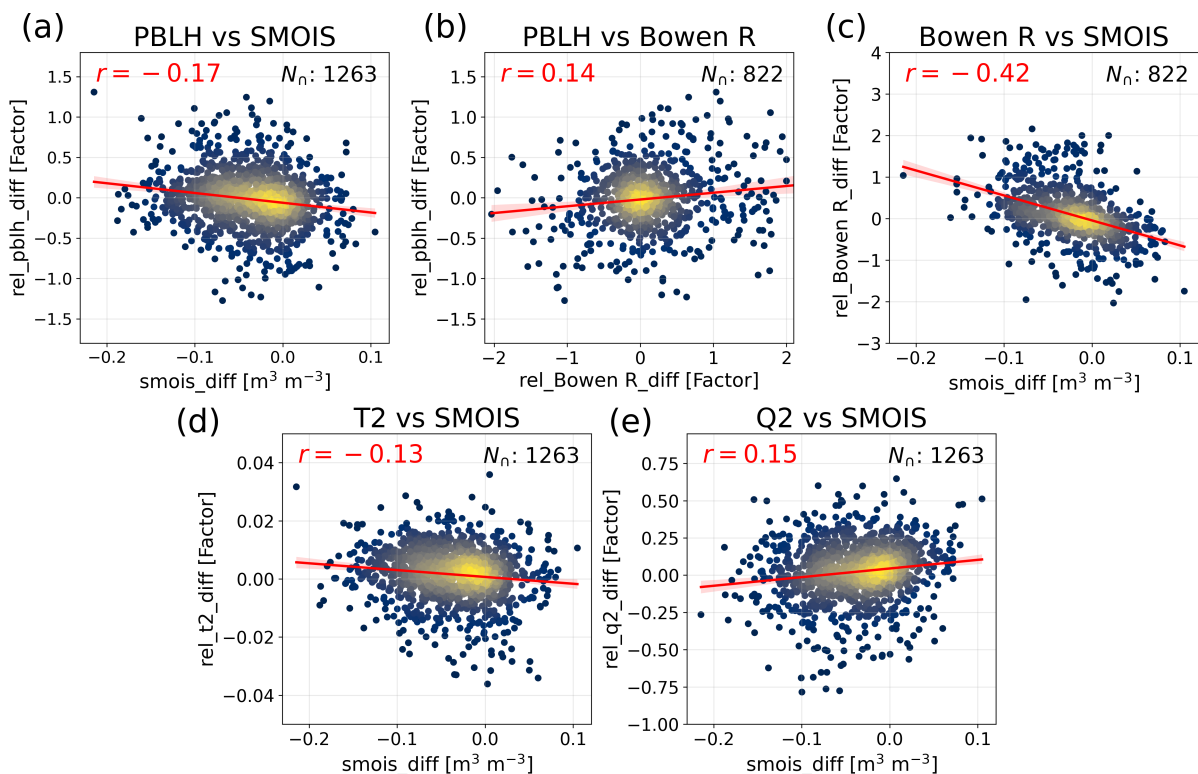 (a)
PBLH vs SMOIS
r = −0.17
N∩: 1263
1.5
1.0
0.5
0.0
−0.5
−1.0
−1.5
rel_pblh_diff [Factor]
−0.2
−0.1
0.0
0.1
smois_diff [m³ m⁻³]
(b)
PBLH vs Bowen R
r = 0.14
N∩: 822
1.5
1.0
0.5
0.0
−0.5
−1.0
−1.5
rel_pblh_diff [Factor]
−2
−1
0
1
2
rel_Bowen R_diff [Factor]
(c)
Bowen R vs SMOIS
r = −0.42
N∩: 822
4
3
2
1
0
−1
−2
−3
rel_Bowen R_diff [Factor]
−0.2
−0.1
0.0
0.1
smois_diff [m³ m⁻³]
(d)
T2 vs SMOIS
r = −0.13
N∩: 1263
0.04
0.02
0.00
−0.02
−0.04
rel_t2_diff [Factor]
−0.2
−0.1
0.0
0.1
smois_diff [m³ m⁻³]
(e)
Q2 vs SMOIS
r = 0.15
N∩: 1263
0.75
0.50
0.25
0.00
−0.25
−0.50
−0.75
−1.00
rel_q2_diff [Factor]
−0.2
−0.1
0.0
0.1
smois_diff [m³ m⁻³]